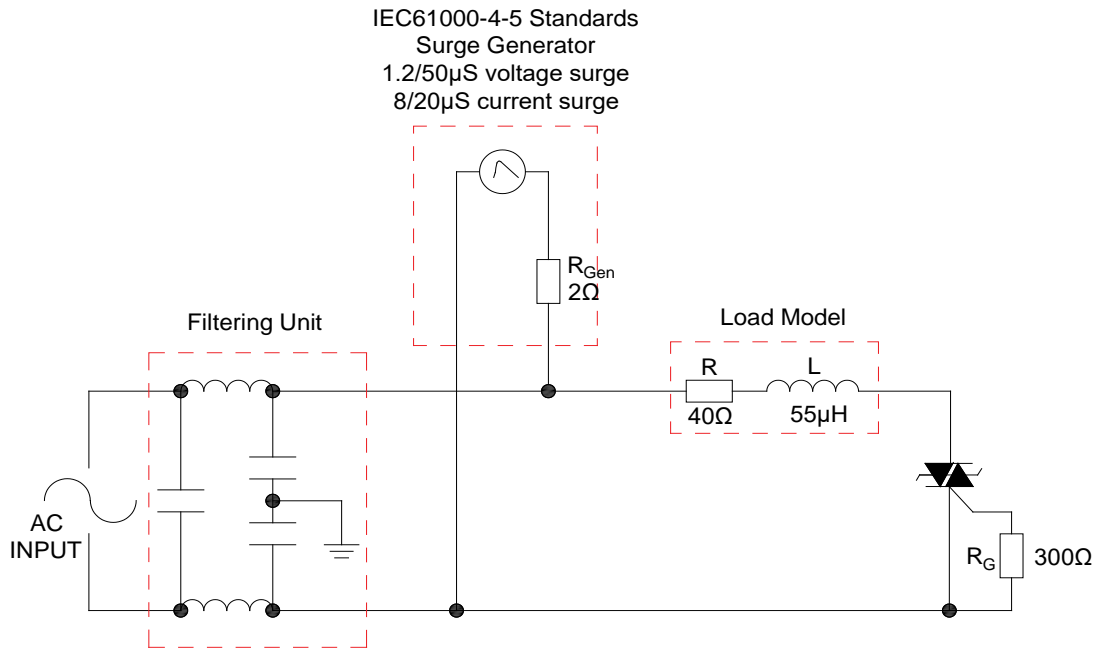 IEC61000-4-5 Standards
Surge Generator
1.2/50µS voltage surge
8/20µS current surge
RGen
2Ω
Filtering Unit
Load Model
R
L
40Ω
55µH
AC
INPUT
RG
300Ω